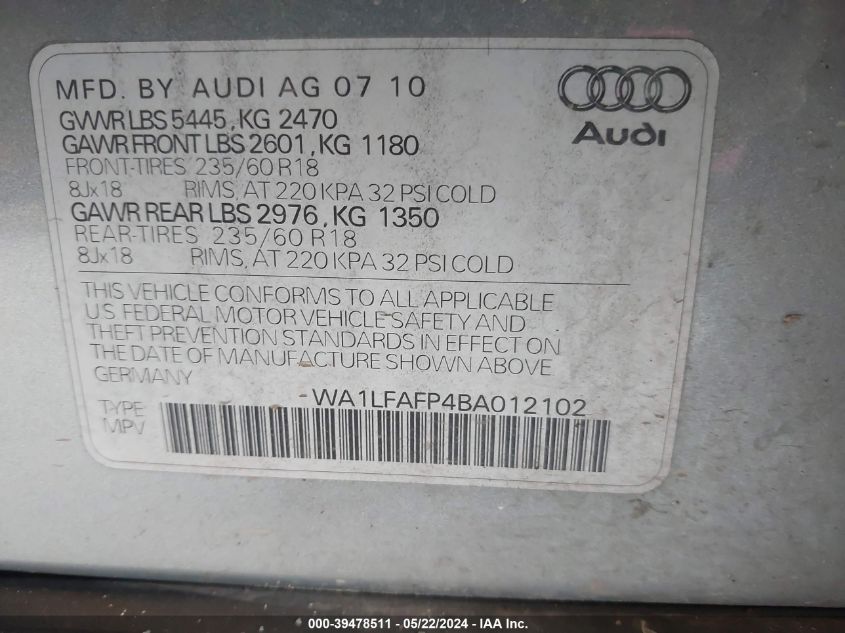 MFD. BY AUDI AG 07 10
Audi
GVWR LBS 5445, KG 2470
GAWR FRONT LBS 2601, KG 1180
FRONT-TIRES 235/60 R18
8Jx18 RIMS, AT 220 KPA 32 PSI COLD
GAWR REAR LBS 2976, KG 1350
REAR-TIRES 235/60 R18
8Jx18 RIMS, AT 220 KPA 32 PSI COLD
THIS VEHICLE CONFORMS TO ALL APPLICABLE
U.S. FEDERAL MOTOR VEHICLE SAFETY AND
THEFT PREVENTION STANDARDS IN EFFECT ON
THE DATE OF MANUFACTURE SHOWN ABOVE
GERMANY
WA1LFAFP4BA012102
TYPE
MPV
000-39478511 - 05/22/2024 - IAA Inc.